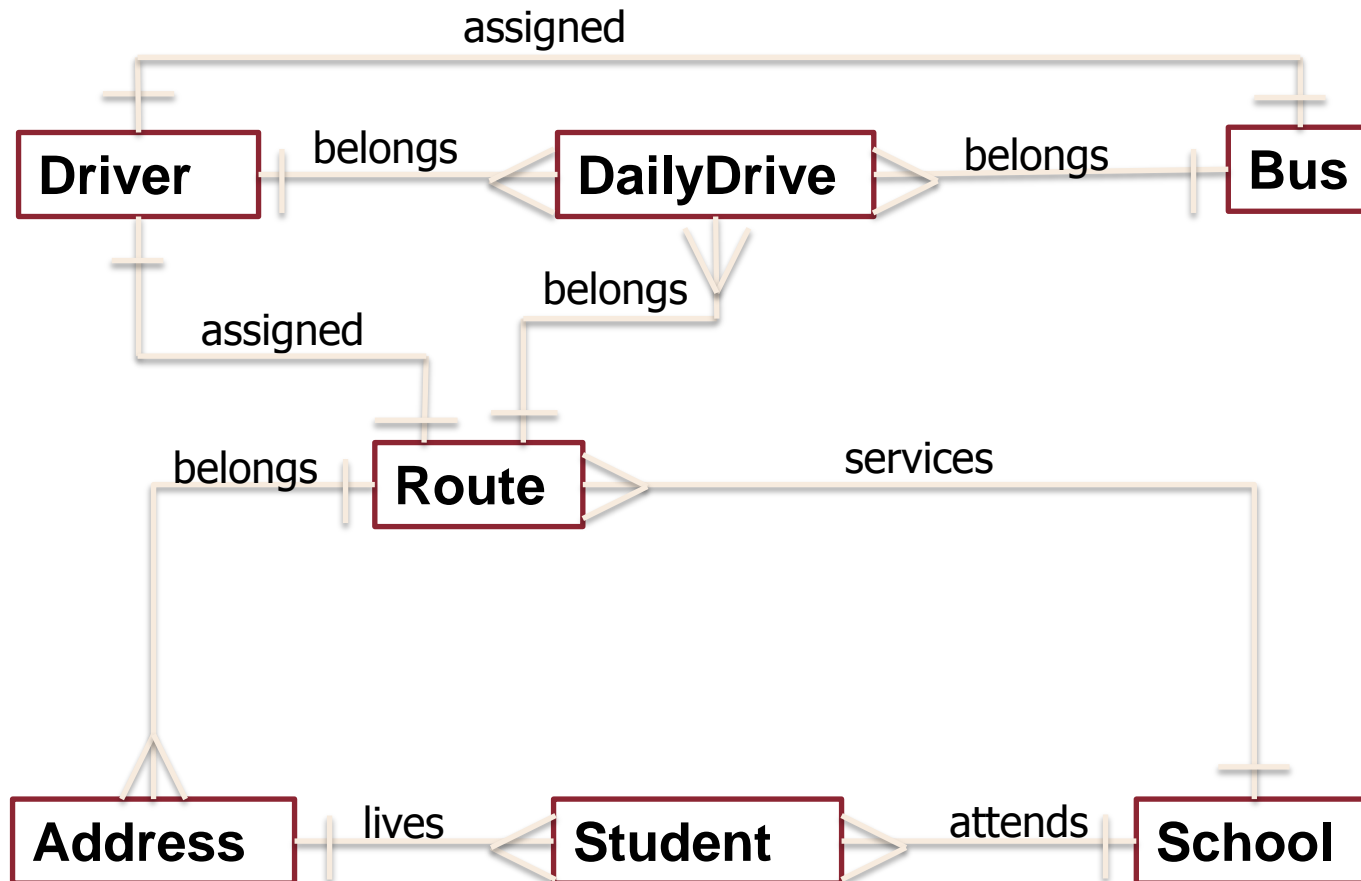 assigned
Driver
belongs
DailyDrive
belongs
Bus
belongs
assigned
belongs
Route
services
Address
lives
Student
attends
School